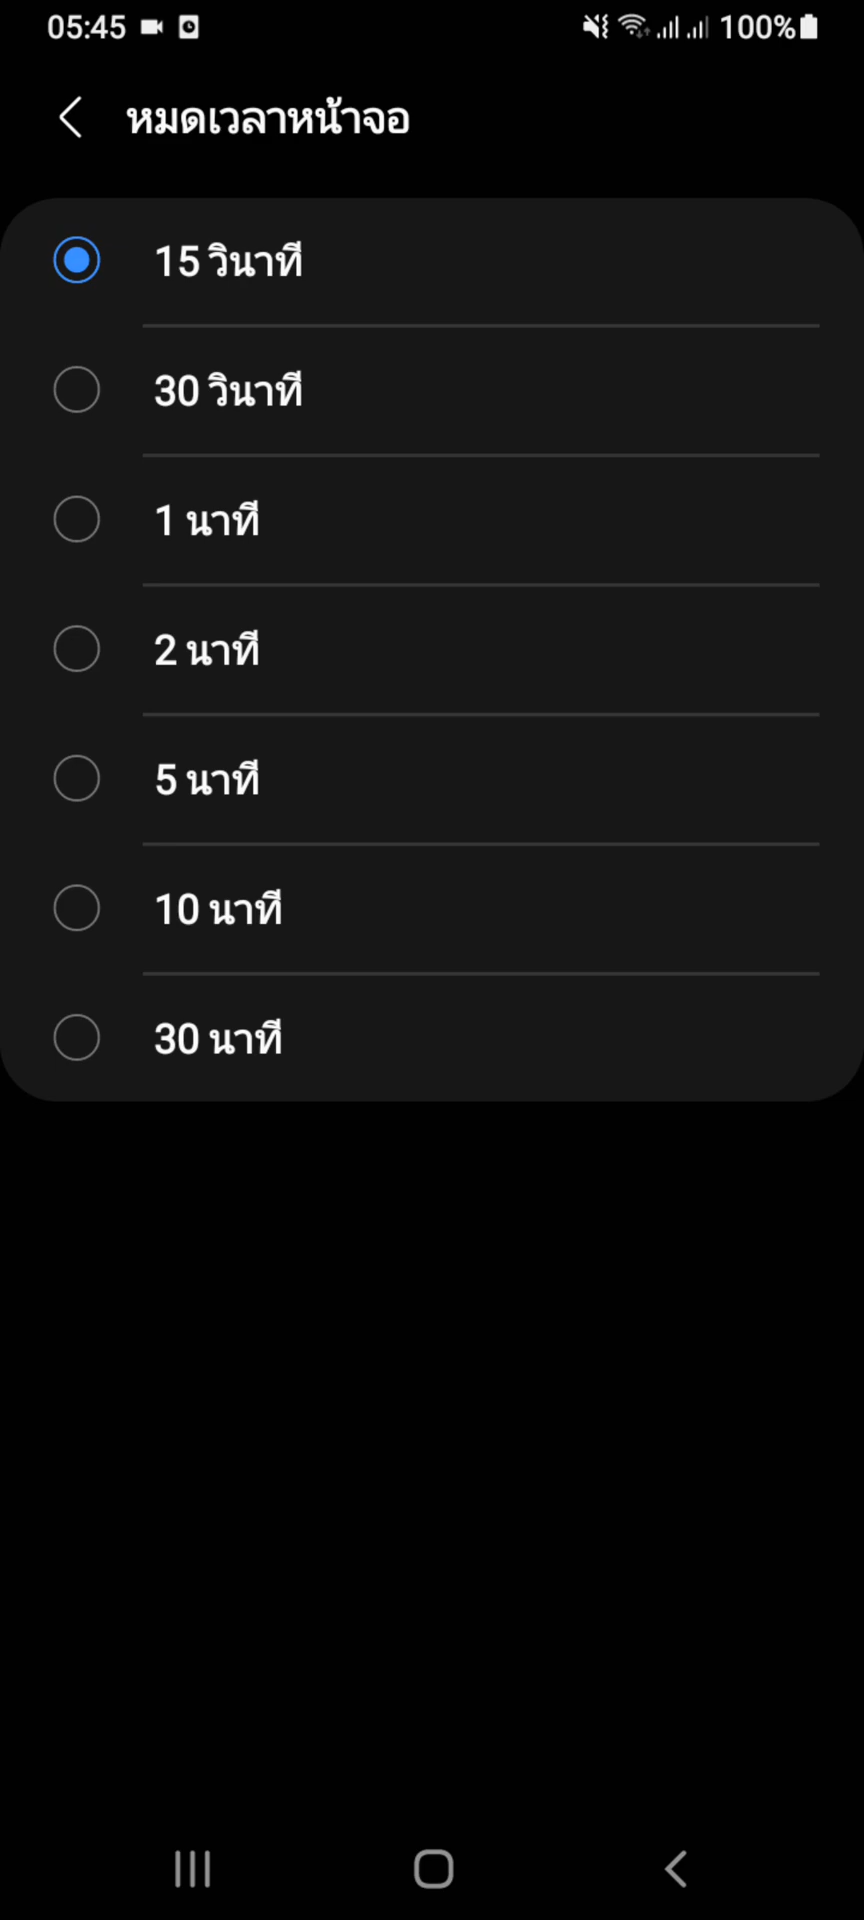 05:45 100%
หมดเวลาหน้าจอ
15 วินาที
30 วินาที
1 นาที
2 นาที
5 นาที
10 นาที
30 นาที